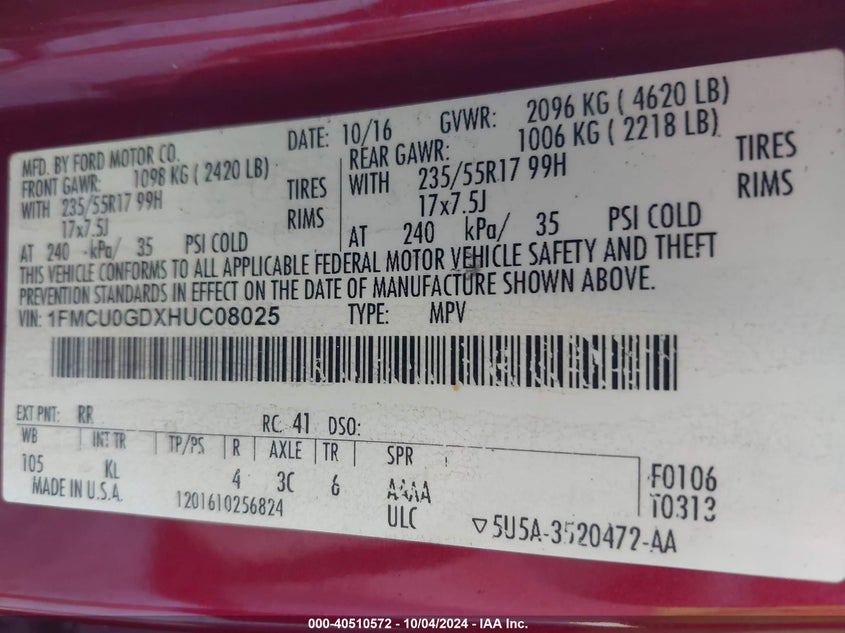 MFD. BY FORD MOTOR CO. DATE: 10/16 GVWR: 2096 KG ( 4620 LB)
FRONT GAWR: 1098 KG ( 2420 LB) REAR GAWR: 1006 KG ( 2218 LB)
WITH 235/55R17 99H TIRES WITH 235/55R17 99H TIRES
17x7.5J RIMS 17x7.5J RIMS
AT 240 kPa/ 35 PSI COLD AT 240 kPa/ 35 PSI COLD
THIS VEHICLE CONFORMS TO ALL APPLICABLE FEDERAL MOTOR VEHICLE SAFETY AND THEFT
PREVENTION STANDARDS IN EFFECT ON THE DATE OF MANUFACTURE SHOWN ABOVE.
VIN: 1FMCU0GDXHUC08025 TYPE: MPV
EXT PNT: RR RC: 41 DSO:
WB INT TR TP/PS R AXLE TR SPR
105 KL 4 3C 6 AAAA
F0106
MADE IN U.S.A. 1201610256824 ULC T0313
▽5U5A-3520472-AA
000-40510572 - 10/04/2024 - IAA Inc.